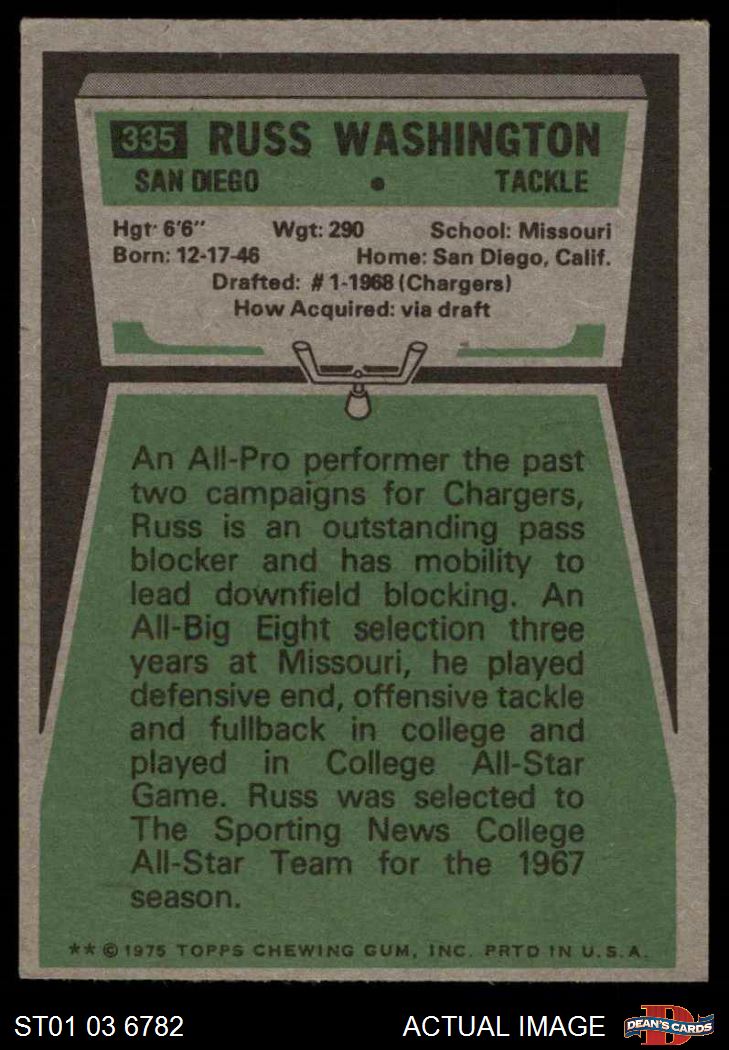 335 RUSS WASHINGTON
SAN DIEGO • TACKLE
Hgt: 6'6" Wgt: 290 School: Missouri
Born: 12-17-46 Home: San Diego, Calif.
Drafted: #1-1968 (Chargers)
How Acquired: via draft
An All-Pro performer the past
two campaigns for Chargers,
Russ is an outstanding pass
blocker and has mobility to
lead downfield blocking. An
All-Big Eight selection three
years at Missouri, he played
defensive end, offensive tackle
and fullback in college and
played in College All-Star
Game. Russ was selected to
The Sporting News College
All-Star Team for the 1967
season.
** © 1975 TOPPS CHEWING GUM, INC. PRTD IN U.S.A.
ST01 03 6782 ACTUAL IMAGE DEAN'S CARDS